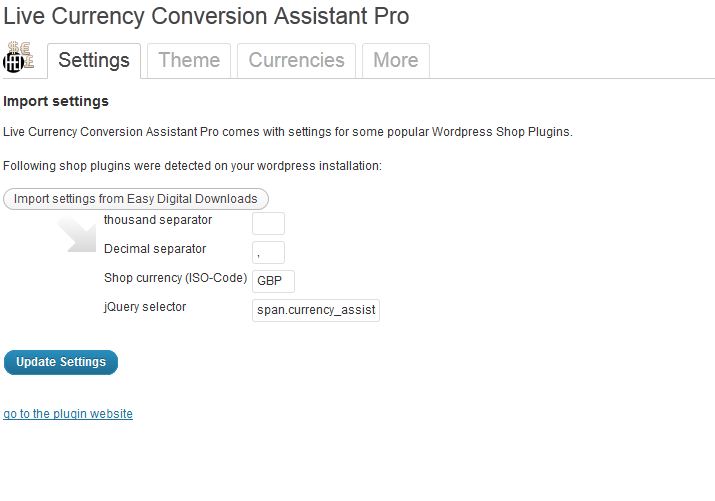 Live Currency Conversion Assistant Pro
Settings Theme Currencies More
Import settings
Live Currency Conversion Assistant Pro comes with settings for some popular Wordpress Shop Plugins.
Following shop plugins were detected on your wordpress installation:
Import settings from Easy Digital Downloads
thousand separator
Decimal separator ,
Shop currency (ISO-Code) GBP
jQuery selector span.currency_assist
Update Settings
go to the plugin website